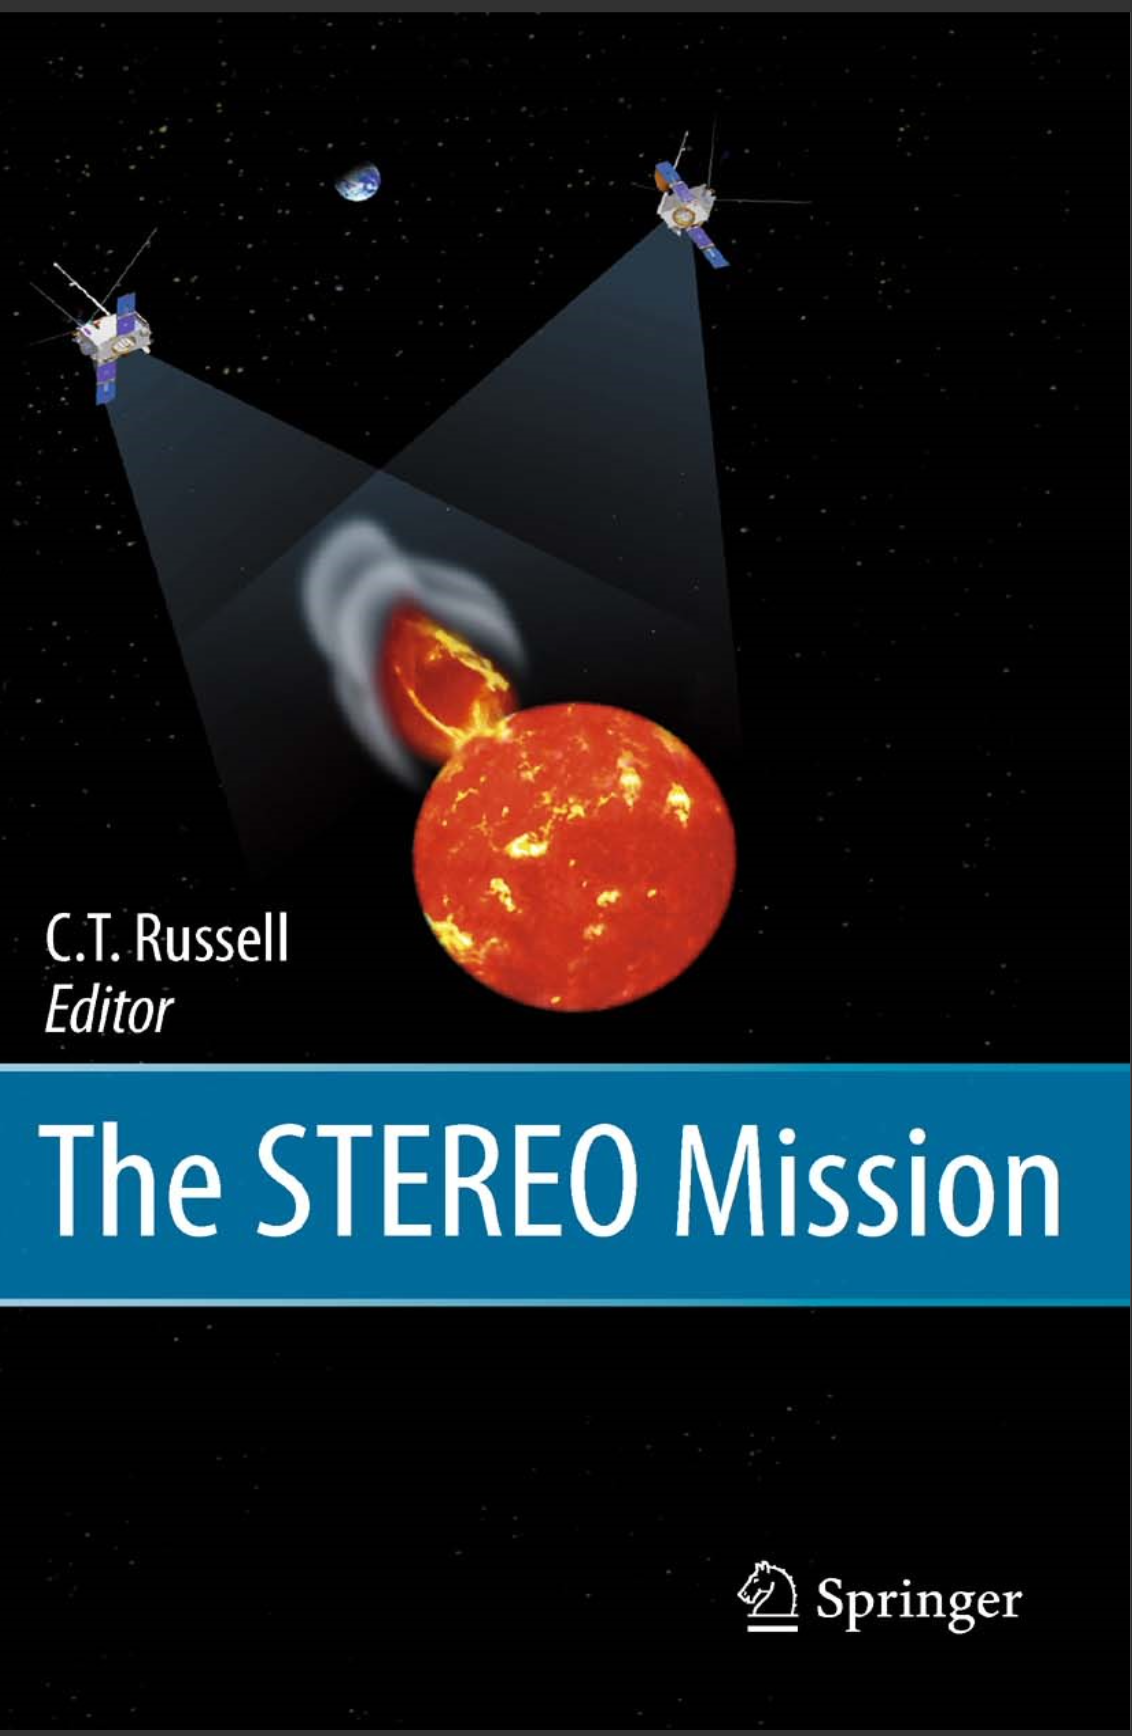 C.T. Russell
Editor
The STEREO Mission
Springer